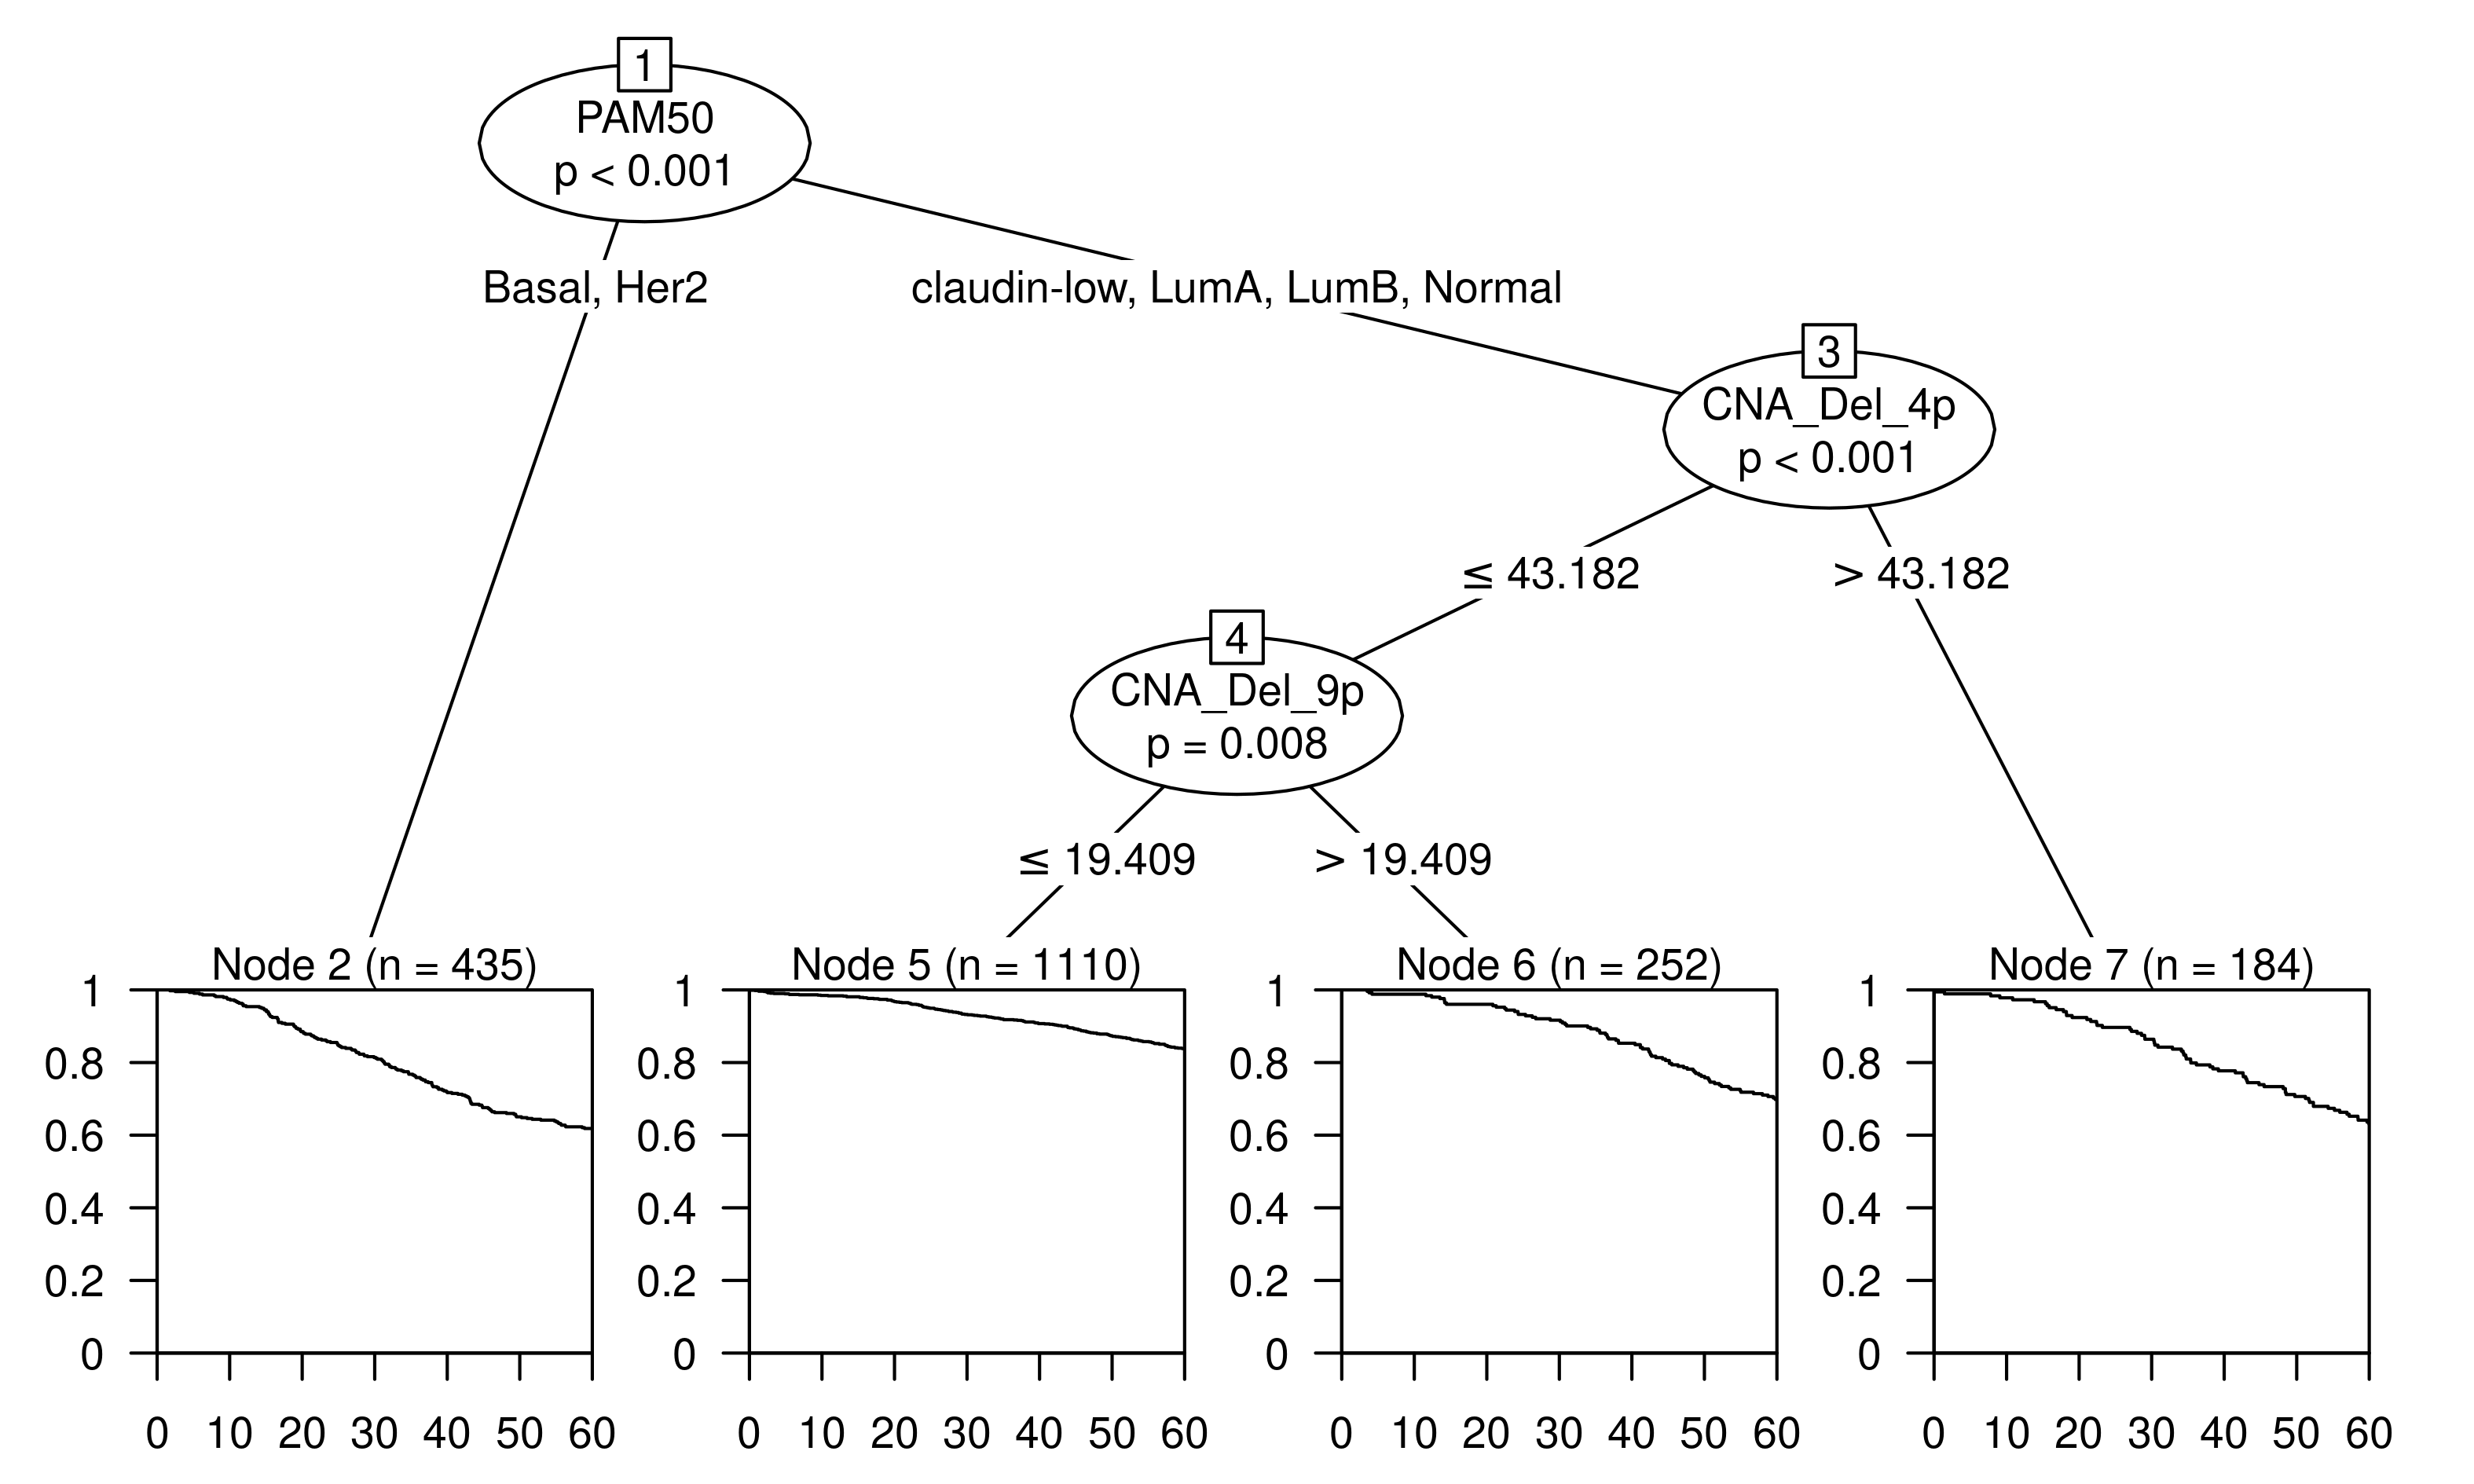 1
PAM50
p < 0.001
Basal, Her2
claudin-low, LumA, LumB, Normal
3
CNA_Del_4p
p < 0.001
≤ 43.182
> 43.182
4
CNA_Del_9p
p = 0.008
≤ 19.409
> 19.409
Node 2 (n = 435)
1
0.8
0.6
0.4
0.2
0
0 10 20 30 40 50 60
Node 5 (n = 1110)
1
0.8
0.6
0.4
0.2
0
0 10 20 30 40 50 60
Node 6 (n = 252)
1
0.8
0.6
0.4
0.2
0
0 10 20 30 40 50 60
Node 7 (n = 184)
1
0.8
0.6
0.4
0.2
0
0 10 20 30 40 50 60